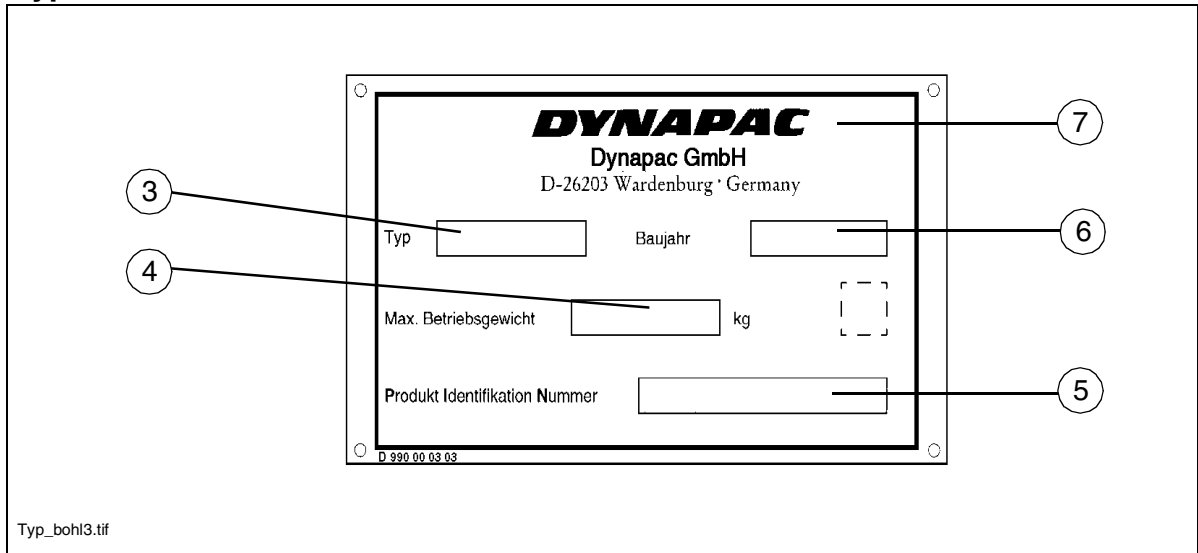 DYNAPAC
7
Dynapac GmbH
D-26203 Wardenburg · Germany
3
Typ
Baujahr
6
4
Max. Betriebsgewicht
kg
Produkt Identifikation Nummer
5
D 990 00 03 03
Typ_bohl3.tif